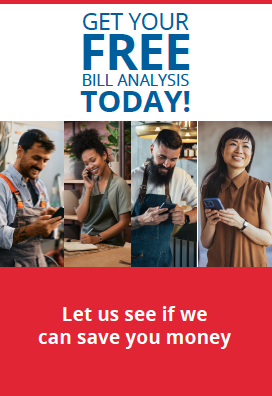 GET YOUR
FREE
BILL ANALYSIS
TODAY!
Let us see if we
can save you money